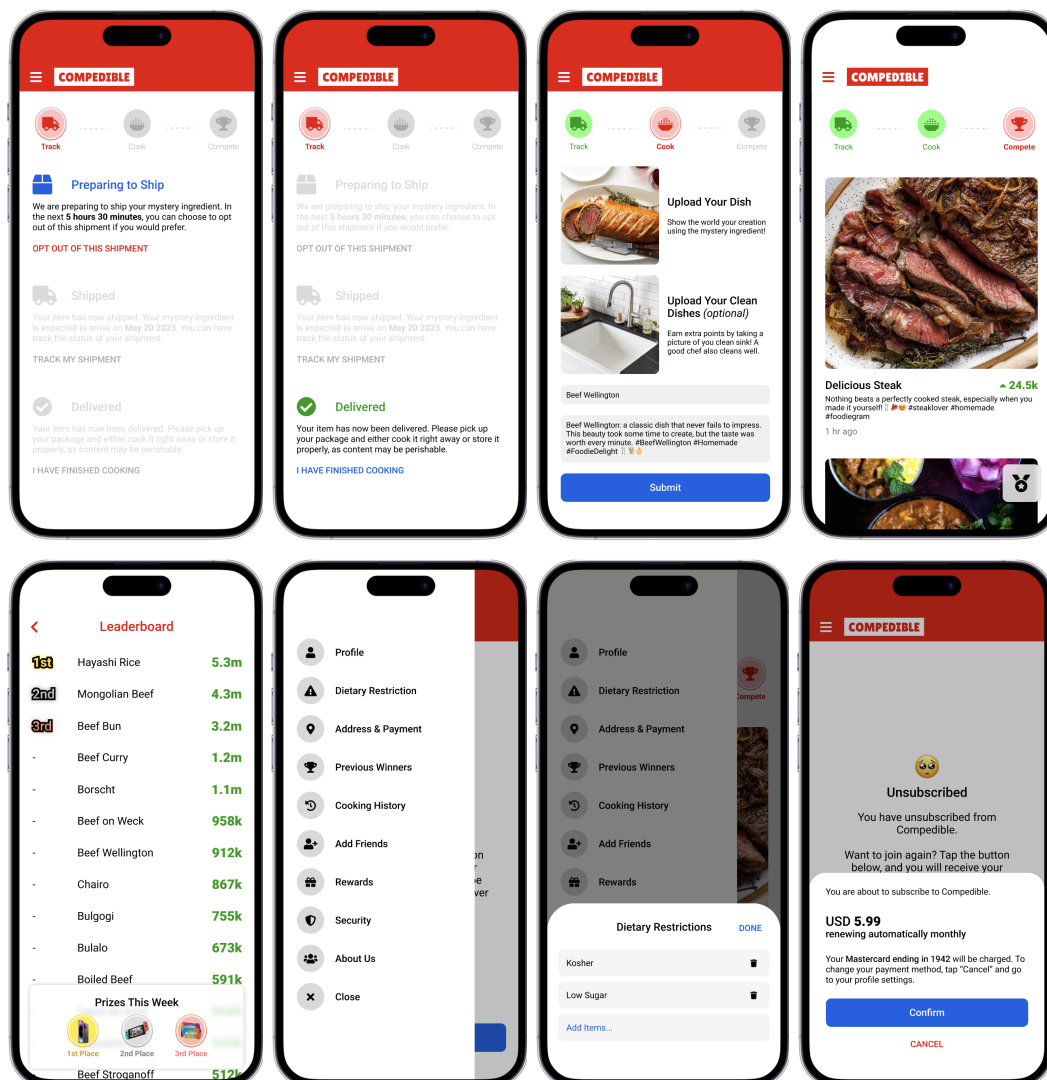 COMPEDIBLE
Track
Cook
Compete
Preparing to Ship
We are preparing to ship your mystery ingredient. In
the next 5 hours 30 minutes, you can choose to opt
out of this shipment if you would prefer.
OPT OUT OF THIS SHIPMENT
Shipped
Your item has now shipped. Your mystery ingredient
is expected to arrive on May 20 2023. You can have
track the status of your shipment.
TRACK MY SHIPMENT
Delivered
Your item has now been delivered. Please pick up
your package and either cook it right away or store it
properly, as content may be perishable.
I HAVE FINISHED COOKING
COMPEDIBLE
Track
Cook
Compete
Preparing to Ship
We are preparing to ship your mystery ingredient. In
the next 5 hours 30 minutes, you can choose to opt
out of this shipment if you would prefer.
OPT OUT OF THIS SHIPMENT
Shipped
Your item has now shipped. Your mystery ingredient
is expected to arrive on May 20 2023. You can have
track the status of your shipment.
TRACK MY SHIPMENT
Delivered
Your item has now been delivered. Please pick up
your package and either cook it right away or store it
properly, as content may be perishable.
I HAVE FINISHED COOKING
COMPEDIBLE
Track
Cook
Compete
Upload Your Dish
Show the world your creation
using the mystery ingredient!
Upload Your Clean
Dishes (optional)
Earn extra points by taking a
picture of you clean sink! A
good chef also cleans well.
Beef Wellington
Beef Wellington: a classic dish that never fails to impress.
This beauty took some time to create, but the taste was
worth every minute. #BeefWellington #Homemade
#FoodieDelight
Submit
COMPEDIBLE
Track
Cook
Compete
Delicious Steak
24.5k
Nothing beats a perfectly cooked steak, especially when you
made it yourself! #steaklover #homemade
#foodiegram
1 hr ago
Leaderboard
1st Hayashi Rice 5.3m
2nd Mongolian Beef 4.3m
3rd Beef Bun 3.2m
- Beef Curry 1.2m
- Borscht 1.1m
- Beef on Weck 958k
- Beef Wellington 912k
- Chairo 867k
- Bulgogi 755k
- Bulalo 673k
- Boiled Beef 591k
Prizes This Week
1st Place
2nd Place
3rd Place
Beef Stroganoff 512k
Profile
Dietary Restriction
Address & Payment
Previous Winners
Cooking History
Add Friends
Rewards
Security
About Us
Close
Profile
Dietary Restriction
Address & Payment
Previous Winners
Cooking History
Add Friends
Rewards
Compete
Dietary Restrictions
DONE
Kosher
Low Sugar
Add Items...
COMPEDIBLE
Unsubscribed
You have unsubscribed from
Compedible.
Want to join again? Tap the button
below, and you will receive your
You are about to subscribe to Compedible.
USD 5.99
renewing automatically monthly
Your Mastercard ending in 1942 will be charged. To
change your payment method, tap "Cancel" and go
to your profile settings.
Confirm
CANCEL